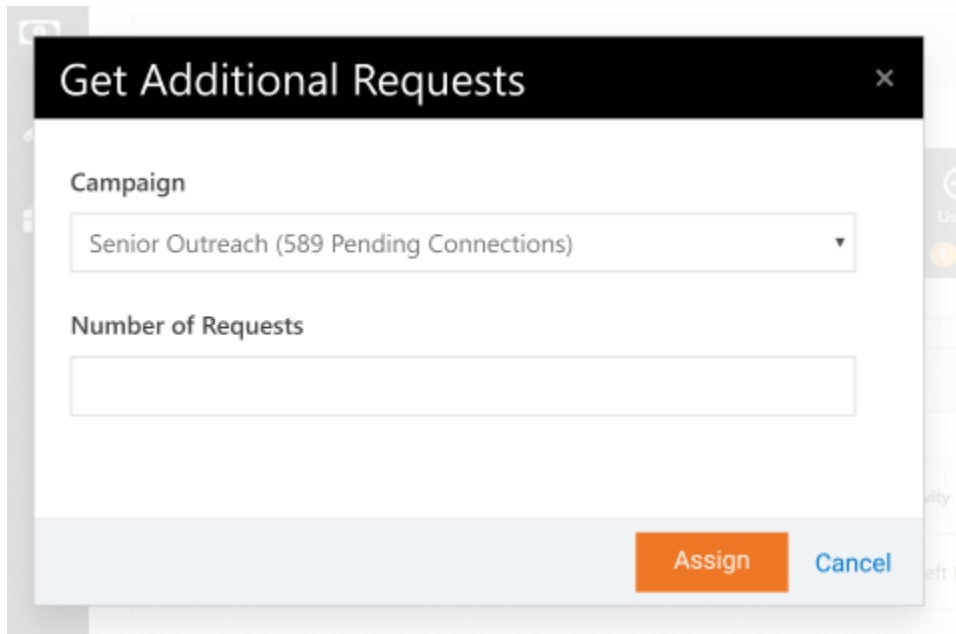 Get Additional Requests
×
Campaign
Senior Outreach (589 Pending Connections)
Number of Requests
Assign
Cancel